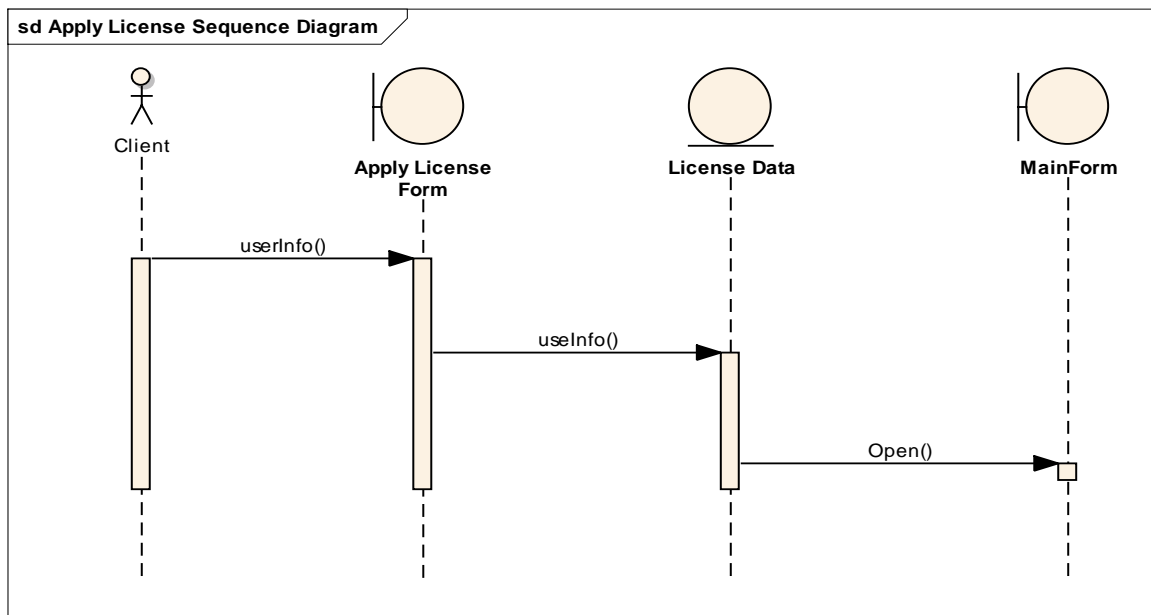 sd Apply License Sequence Diagram
Client
Apply License
Form
License Data
MainForm
userInfo()
useInfo()
Open()